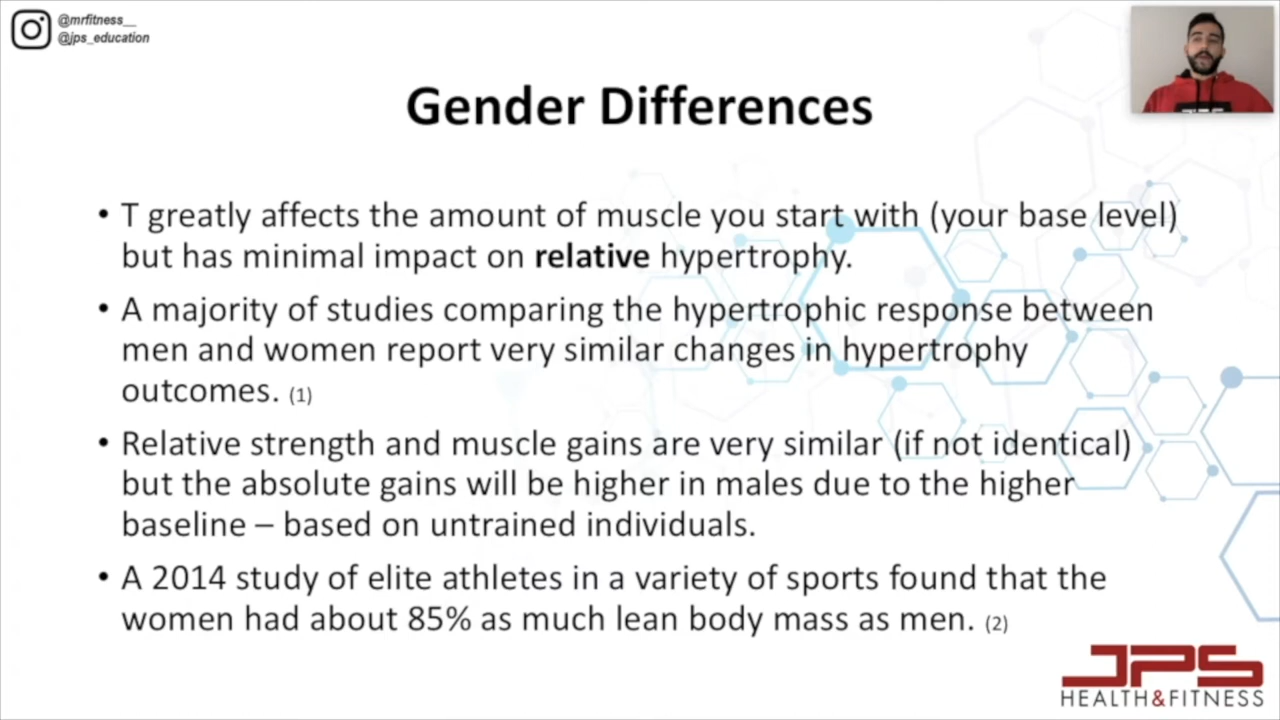 @mrfitness__
@jps_education
Gender Differences
• T greatly affects the amount of muscle you start with (your base level)
but has minimal impact on relative hypertrophy.
• A majority of studies comparing the hypertrophic response between
men and women report very similar changes in hypertrophy
outcomes. (1)
• Relative strength and muscle gains are very similar (if not identical)
but the absolute gains will be higher in males due to the higher
baseline – based on untrained individuals.
• A 2014 study of elite athletes in a variety of sports found that the
women had about 85% as much lean body mass as men. (2)
JPS
HEALTH&FITNESS